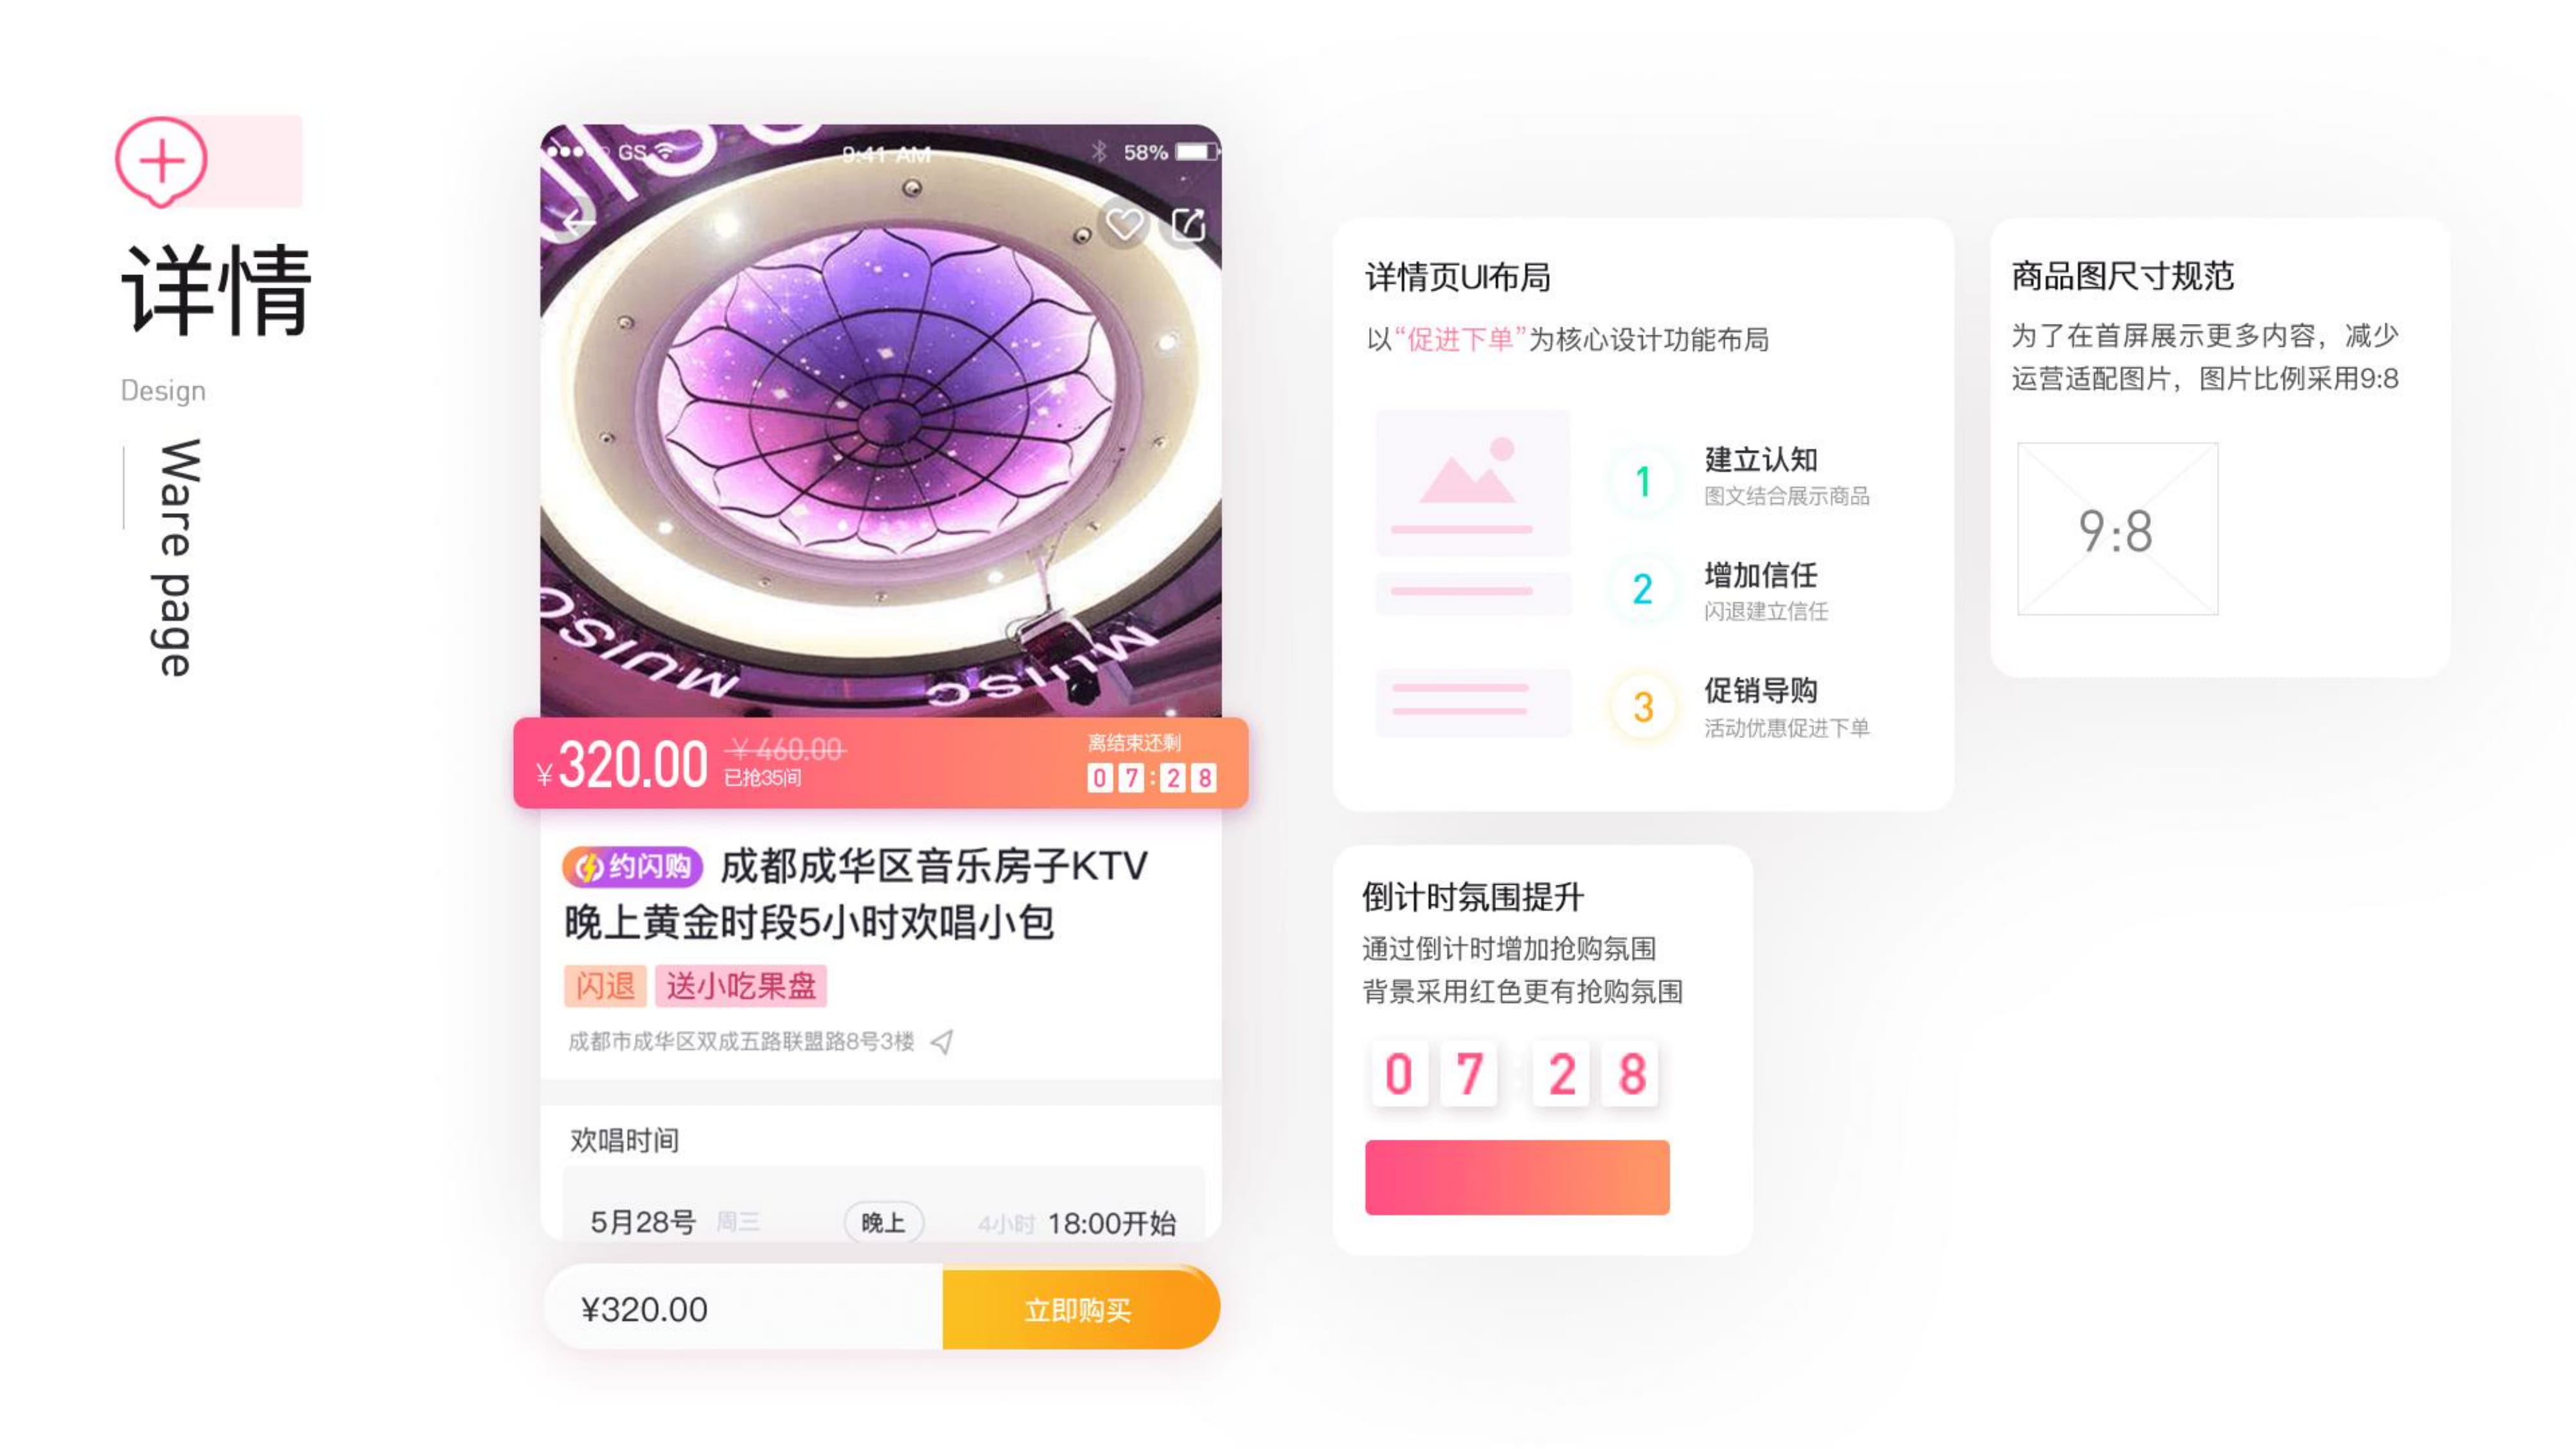 详情
Design
Ware page
GS
9:41 AM
58%
MUISC
MUISC
¥320.00
¥460.00
已抢35间
离结束还剩
07:28
约闪购 成都成华区音乐房子KTV
晚上黄金时段5小时欢唱小包
闪退 送小吃果盘
成都市成华区双成五路联盟路8号3楼
欢唱时间
5月28号 周三 晚上 4小时 18:00开始
¥320.00 立即购买
详情页UI布局
以“促进下单”为核心设计功能布局
1 建立认知
图文结合展示商品
2 增加信任
闪退建立信任
3 促销导购
活动优惠促进下单
商品图尺寸规范
为了在首屏展示更多内容，减少
运营适配图片，图片比例采用9:8
9:8
倒计时氛围提升
通过倒计时增加抢购氛围
背景采用红色更有抢购氛围
07:28